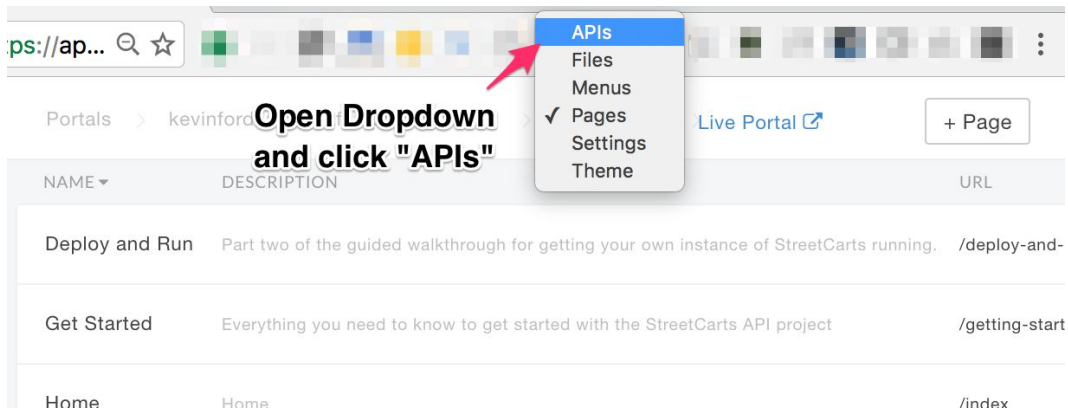 ps://ap...
APIs
Files
Menus
✓ Pages
Settings
Theme
Open Dropdown
and click "APIs"
Portals > kevinford
Live Portal
+ Page
NAME DESCRIPTION URL
Deploy and Run Part two of the guided walkthrough for getting your own instance of StreetCarts running. /deploy-and-
Get Started Everything you need to know to get started with the StreetCarts API project /getting-start
Home Home /index